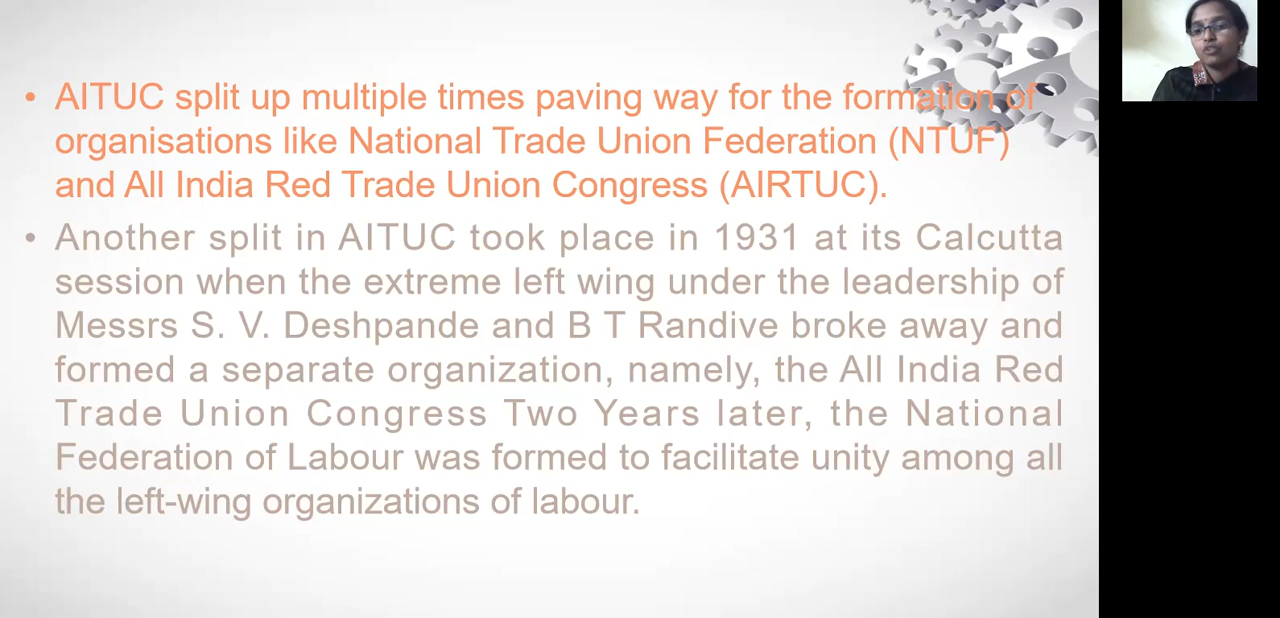 • AITUC split up multiple times paving way for the formation of
organisations like National Trade Union Federation (NTUF)
and All India Red Trade Union Congress (AIRTUC).
• Another split in AITUC took place in 1931 at its Calcutta
session when the extreme left wing under the leadership of
Messrs S. V. Deshpande and B T Randive broke away and
formed a separate organization, namely, the All India Red
Trade Union Congress Two Years later, the National
Federation of Labour was formed to facilitate unity among all
the left-wing organizations of labour.